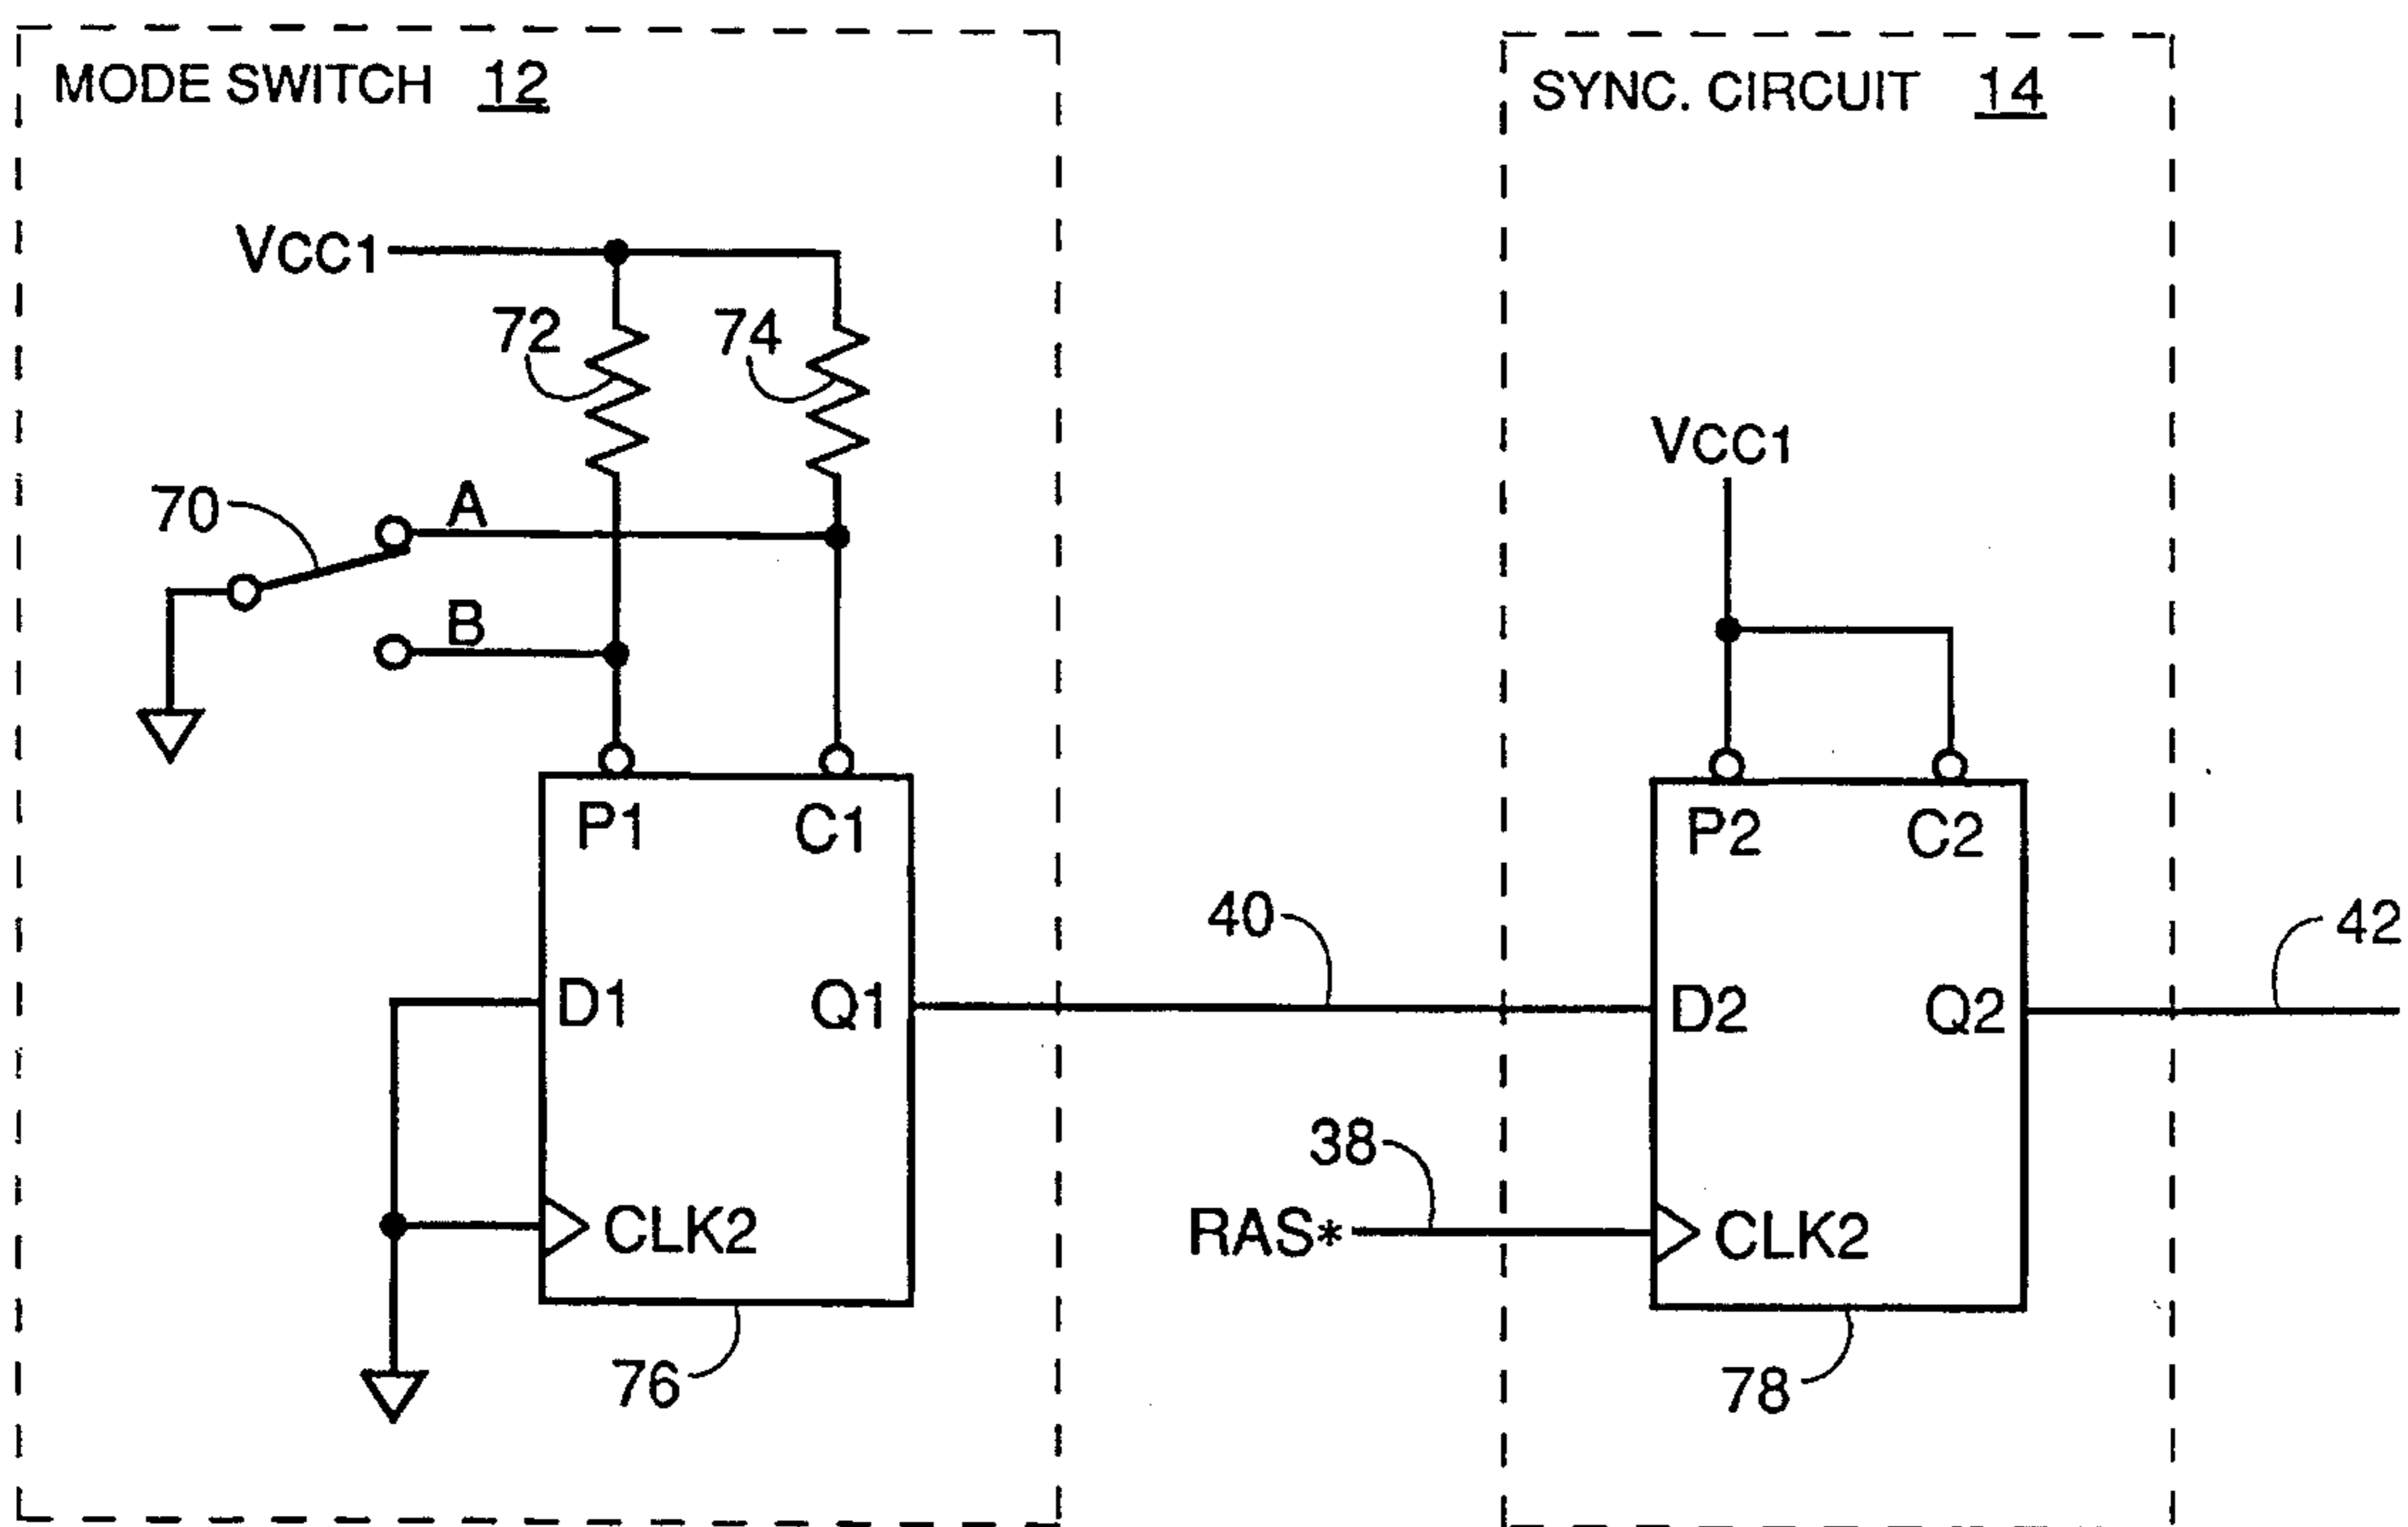 MODE SWITCH 12
SYNC. CIRCUIT 14
VCC1
72
74
70
A
B
VCC1
P1
C1
P2
C2
D1
Q1
40
D2
Q2
42
38
CLK2
RAS*
CLK2
76
78